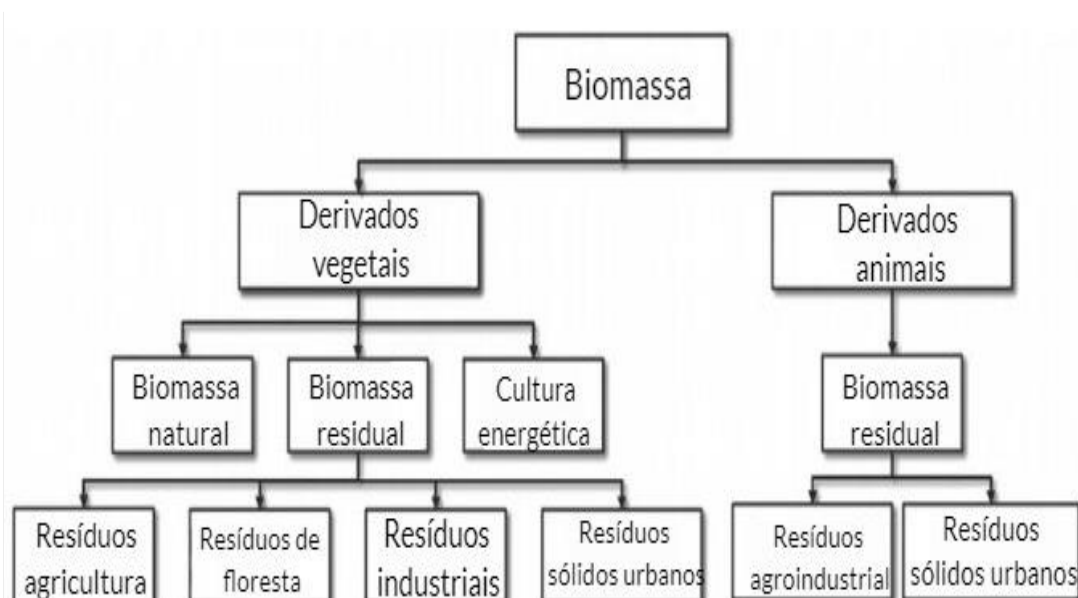 Biomassa
Derivados
vegetais
Derivados
animais
Biomassa
natural
Biomassa
residual
Cultura
energética
Biomassa
residual
Resíduos
agricultura
Resíduos de
floresta
Resíduos
industriais
Resíduos
sólidos urbanos
Resíduos
agroindustrial
Resíduos
sólidos urbanos